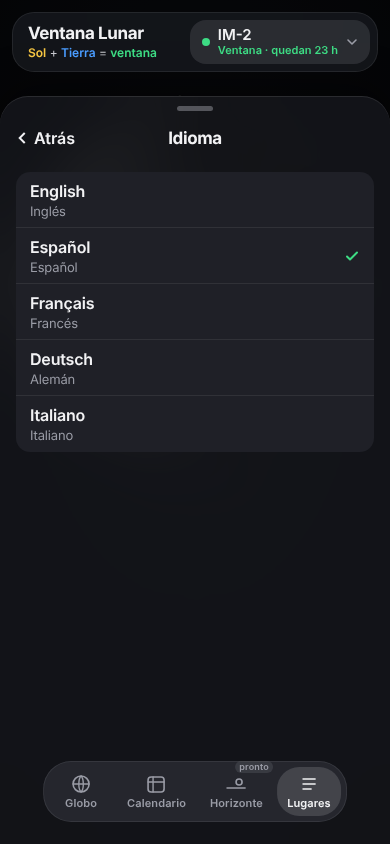 Ventana Lunar
Sol + Tierra = ventana
IM-2
Ventana · quedan 23 h
Atrás
Idioma
English
Inglés
Español
Español
Français
Francés
Deutsch
Alemán
Italiano
Italiano
pronto
Globo
Calendario
Horizonte
Lugares